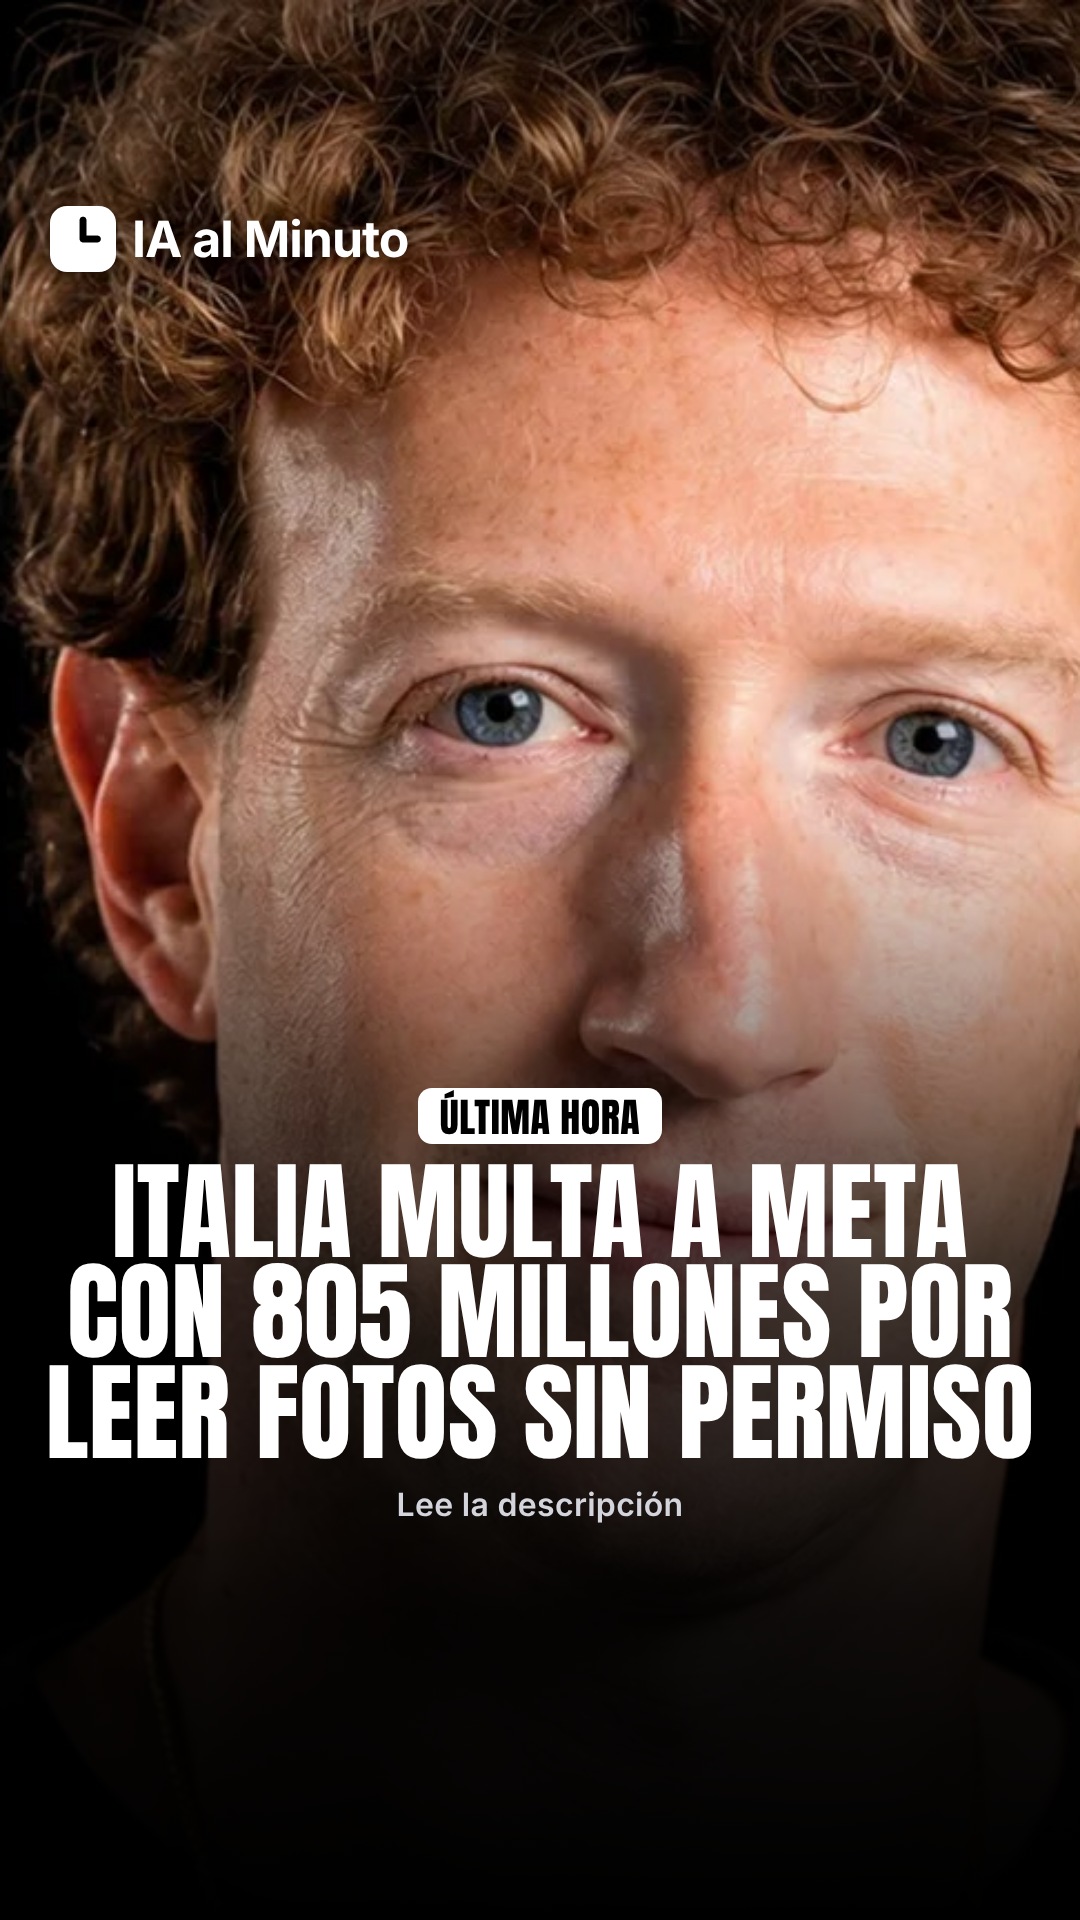 IA al Minuto
ÚLTIMA HORA
ITALIA MULTA A META
CON 805 MILLONES POR
LEER FOTOS SIN PERMISO
Lee la descripción